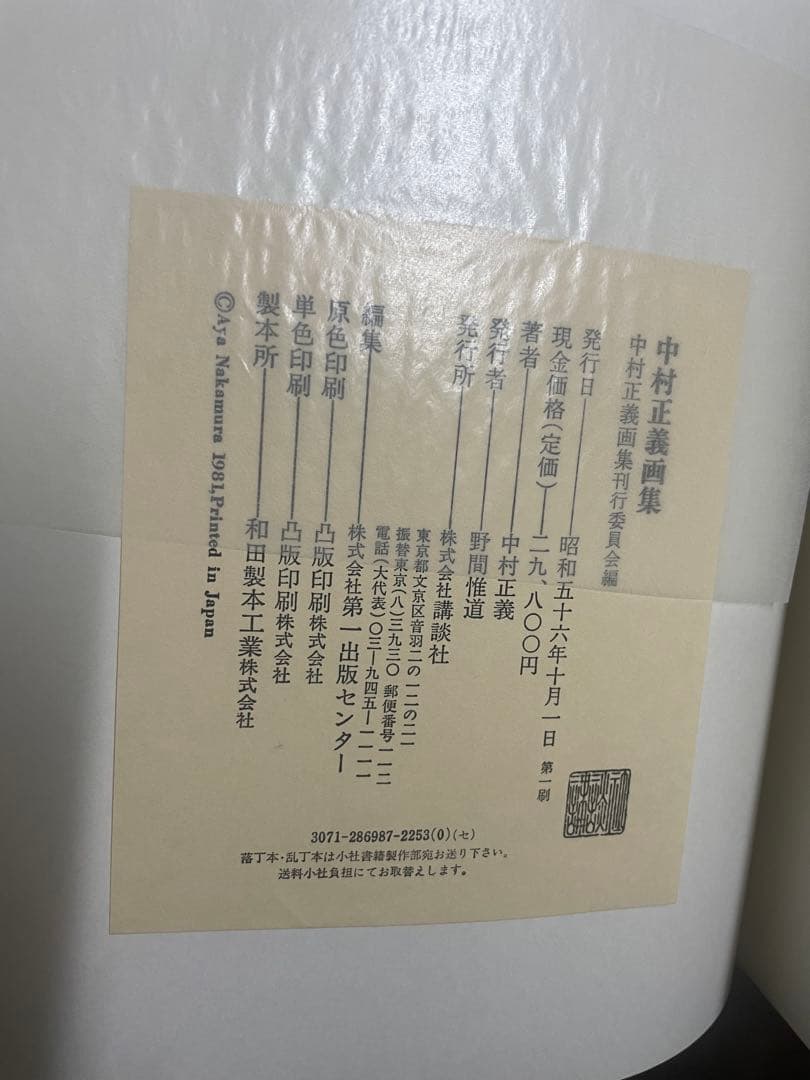 中村正義画集
中村正義画集刊行委員会編
発行日――昭和五十六年十月一日 第一刷
現金価格(定価)――二九、八〇〇円
著者――中村正義
発行者――野間惟道
発行所――株式会社講談社
東京都文京区音羽二の一二の二一
振替東京(八)三九三〇 郵便番号一一二
電話(大代表)〇三―九四五―一一一一
編集――株式会社第一出版センター
原色印刷――凸版印刷株式会社
単色印刷――凸版印刷株式会社
製本所――和田製本工業株式会社
©Aya Nakamura 1981,Printed in Japan
3071-286987-2253(0)(セ)
落丁本・乱丁本は小社書籍製作部宛お送り下さい。
送料小社負担にてお取替えします。